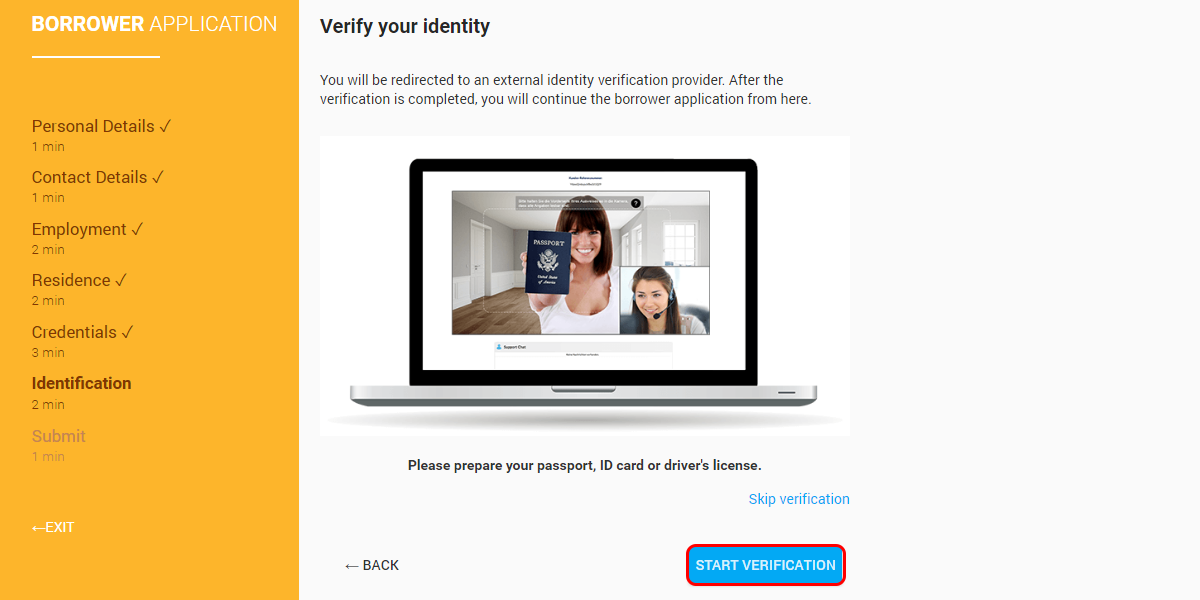 BORROWER APPLICATION
Personal Details ✓
1 min
Contact Details ✓
1 min
Employment ✓
2 min
Residence ✓
2 min
Credentials ✓
3 min
Identification
2 min
Submit
1 min
←EXIT
Verify your identity
You will be redirected to an external identity verification provider. After the
verification is completed, you will continue the borrower application from here.
?
PASSPORT
United States
of America
Support Chat
Please prepare your passport, ID card or driver's license.
Skip verification
← BACK
START VERIFICATION